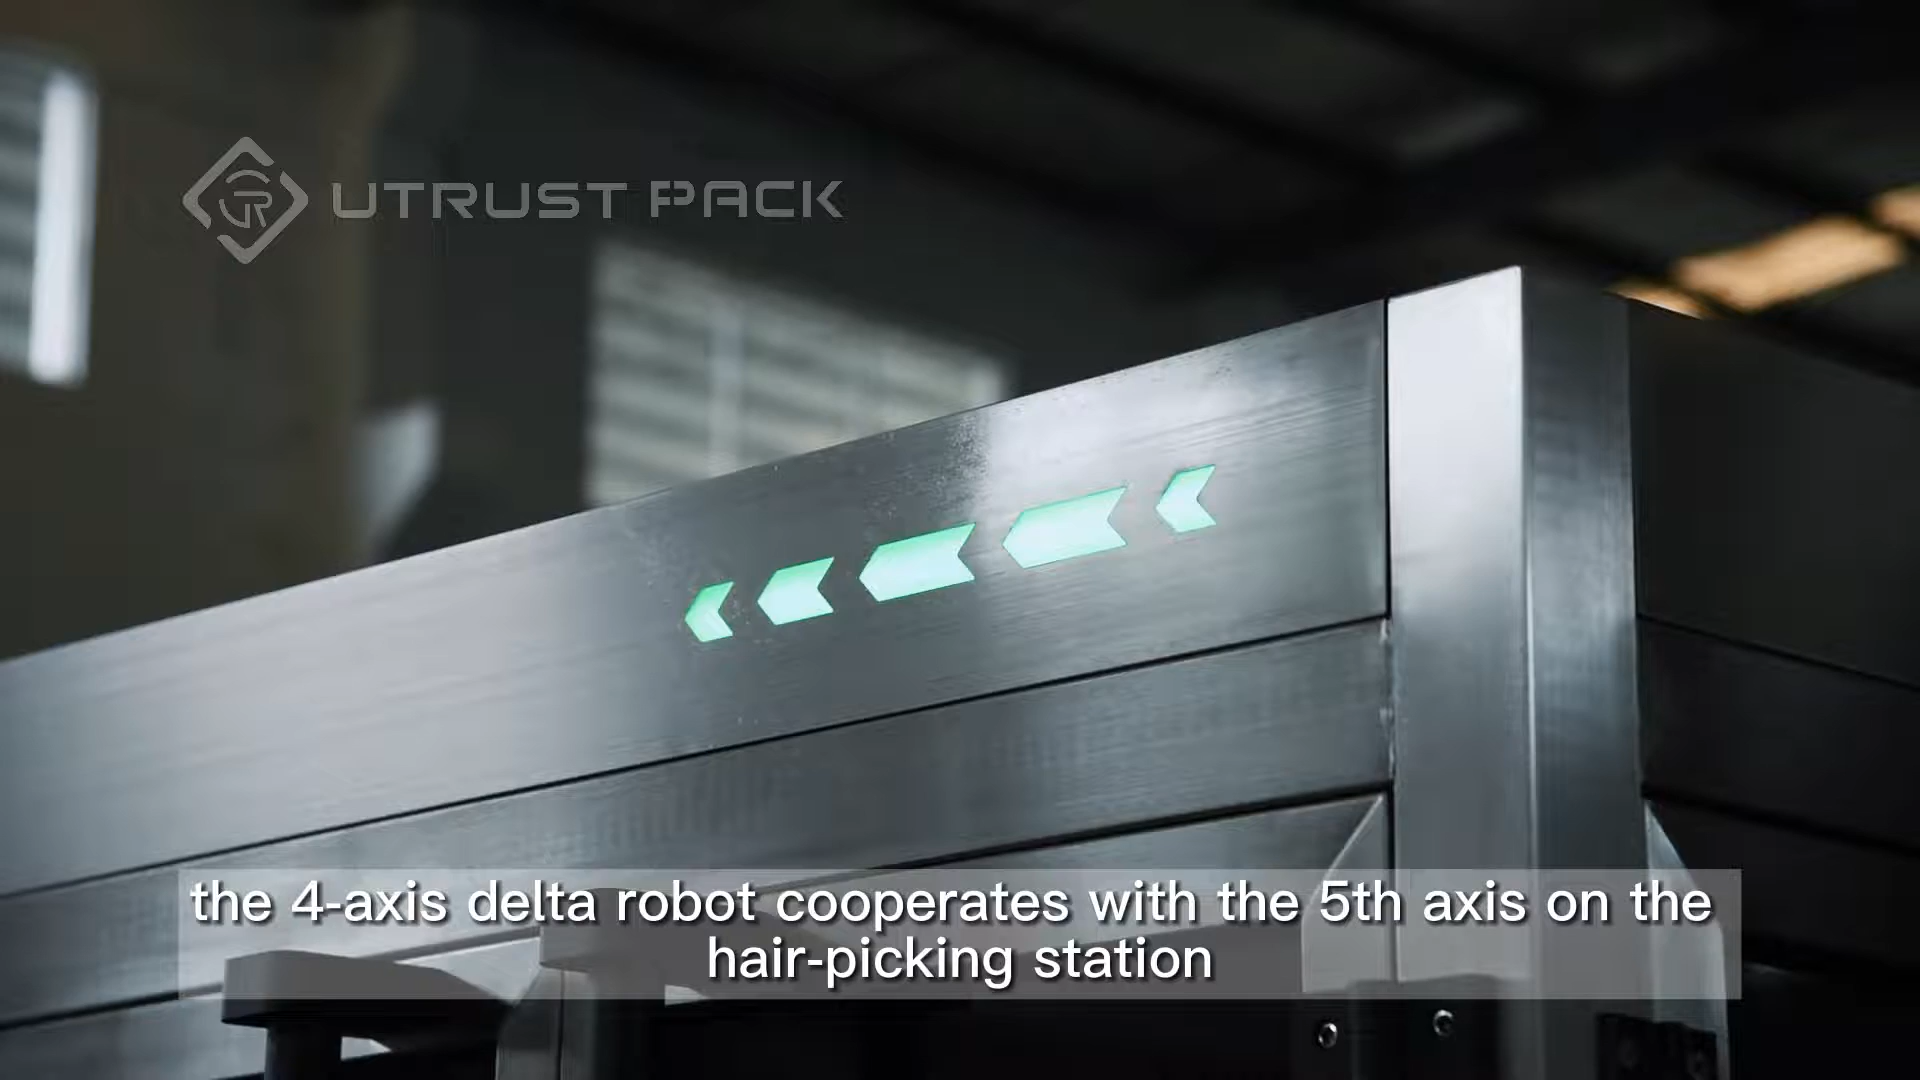 UTRUST PACK
the 4-axis delta robot cooperates with the 5th axis on the
hair-picking station